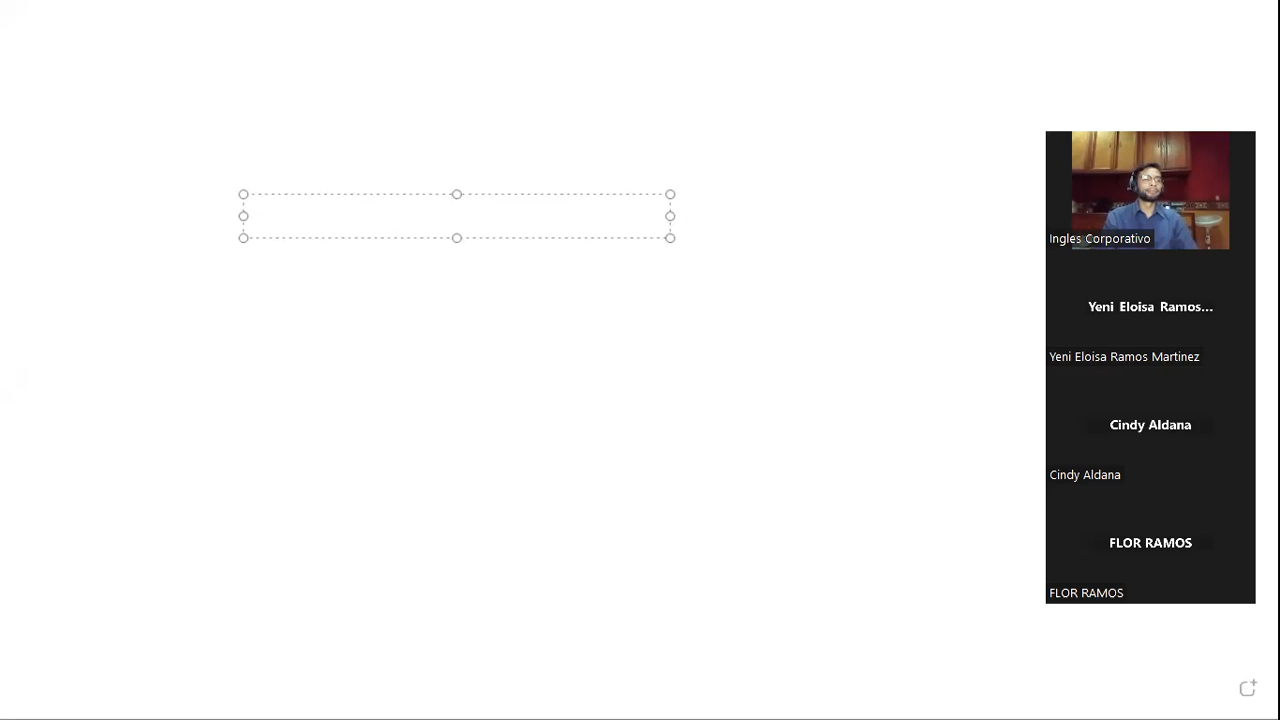 Ingles Corporativo
Yeni Eloisa Ramos...
Yeni Eloisa Ramos Martinez
Cindy Aldana
Cindy Aldana
FLOR RAMOS
FLOR RAMOS